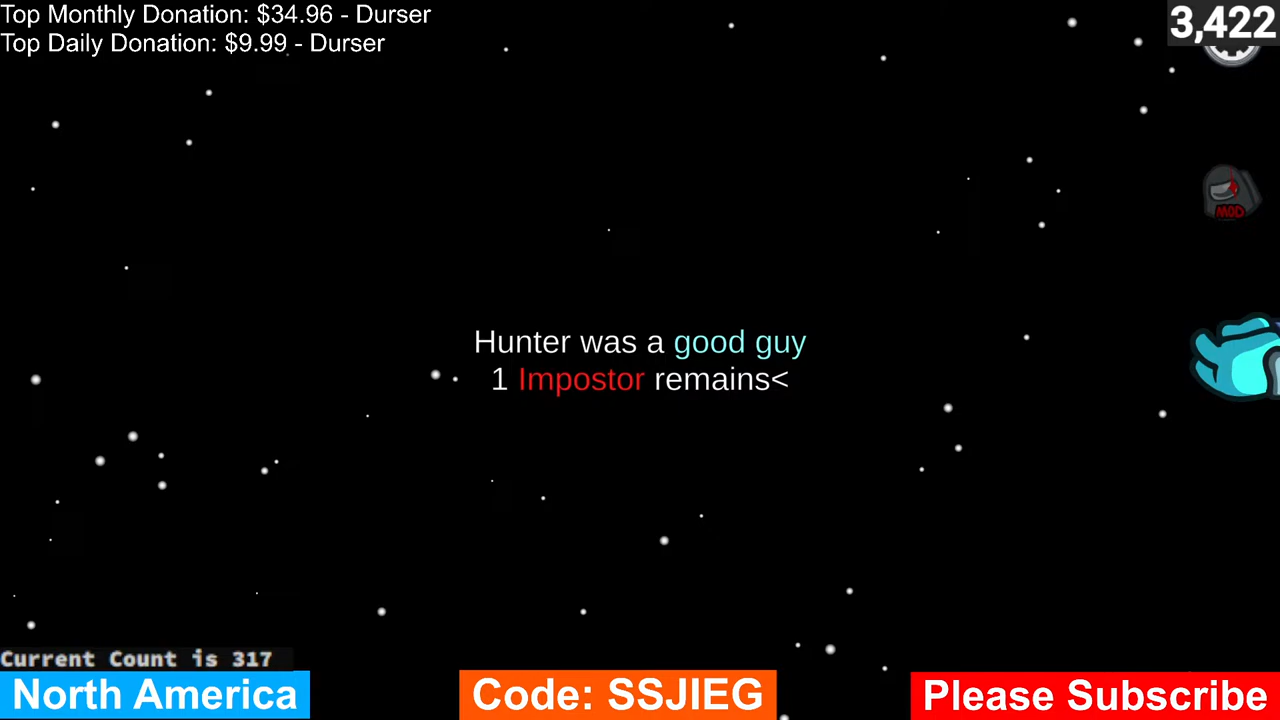 Top Monthly Donation: $34.96 - Durser
Top Daily Donation: $9.99 - Durser
3,422
MOD
Hunter was a good guy
1 Impostor remains<
Current Count is 317
North America
Code: SSJIEG
Please Subscribe